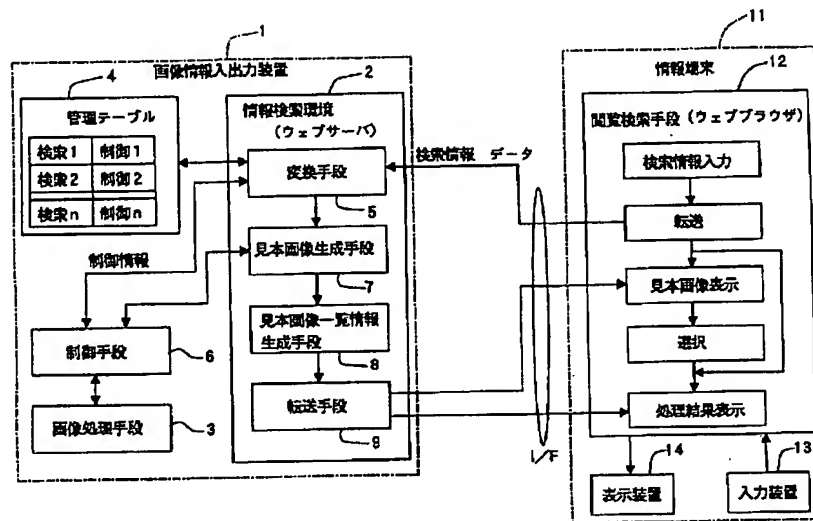 1
画像情報入出力装置
4
管理テーブル
検索1 制御1
検索2 制御2
検索n 制御n
2
情報検索環境
(ウェブサーバ)
変換手段
5
見本画像生成手段
7
見本画像一覧情報
生成手段
8
転送手段
9
制御情報
制御手段
6
画像処理手段
3
検索情報 データ
I/F
11
情報端末
12
閲覧検索手段(ウェブブラウザ)
検索情報入力
転送
見本画像表示
選択
処理結果表示
14
表示装置
13
入力装置